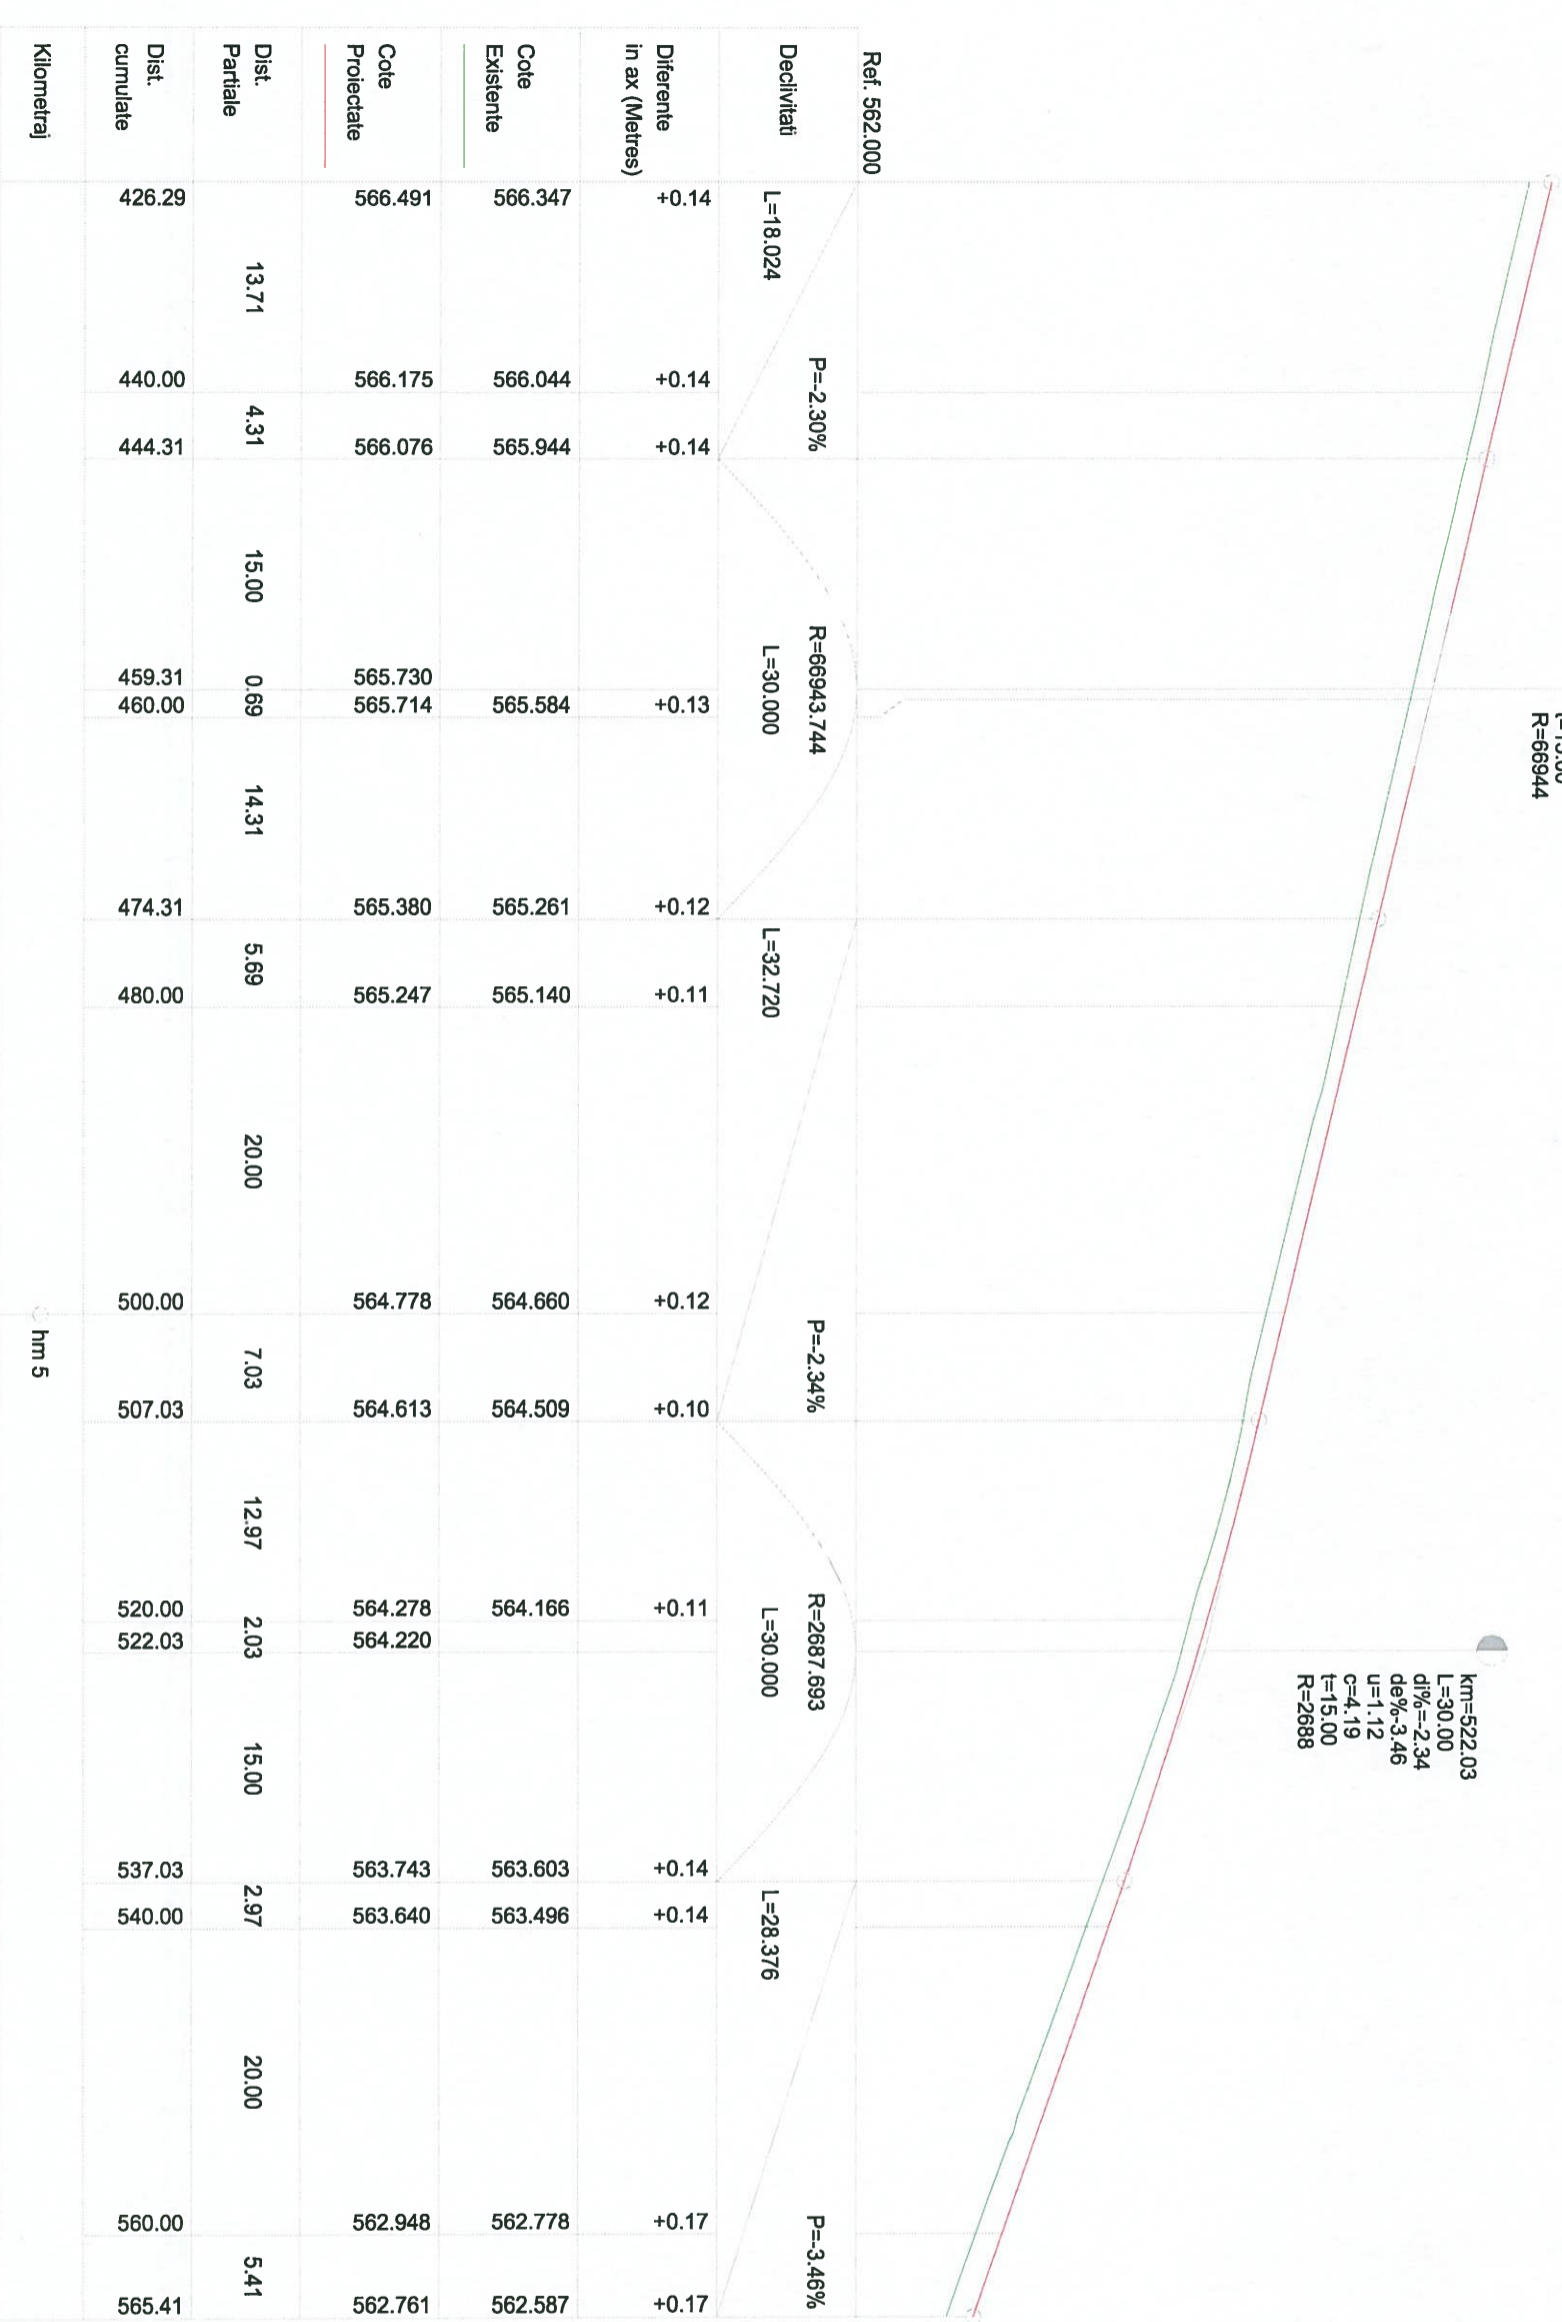 t=15.00
R=66944
km=522.03
L=30.00
di%=-2.34
de%-3.46
u=1.12
c=4.19
t=15.00
R=2688
Ref. 562.000
Declivitati
L=18.024
P=-2.30%
R=66943.744
L=30.000
L=32.720
P=-2.34%
R=2687.693
L=30.000
L=28.376
P=-3.46%
Diferente
in ax (Metres)
+0.14 +0.14 +0.14 +0.13 +0.12 +0.11 +0.12 +0.10 +0.11 +0.14 +0.14 +0.17 +0.17
Cote
Existente
566.347 566.044 565.944 565.584 565.261 565.140 564.660 564.509 564.166 563.603 563.496 562.778 562.587
Cote
Proiectate
566.491 566.175 566.076 565.730 565.714 565.380 565.247 564.778 564.613 564.278 564.220 563.743 563.640 562.948 562.761
Dist.
Partiale
13.71 4.31 15.00 0.69 14.31 5.69 20.00 7.03 12.97 2.03 15.00 2.97 20.00 5.41
Dist.
cumulate
426.29 440.00 444.31 459.31 460.00 474.31 480.00 500.00 507.03 520.00 522.03 537.03 540.00 560.00 565.41
Kilometraj
hm 5